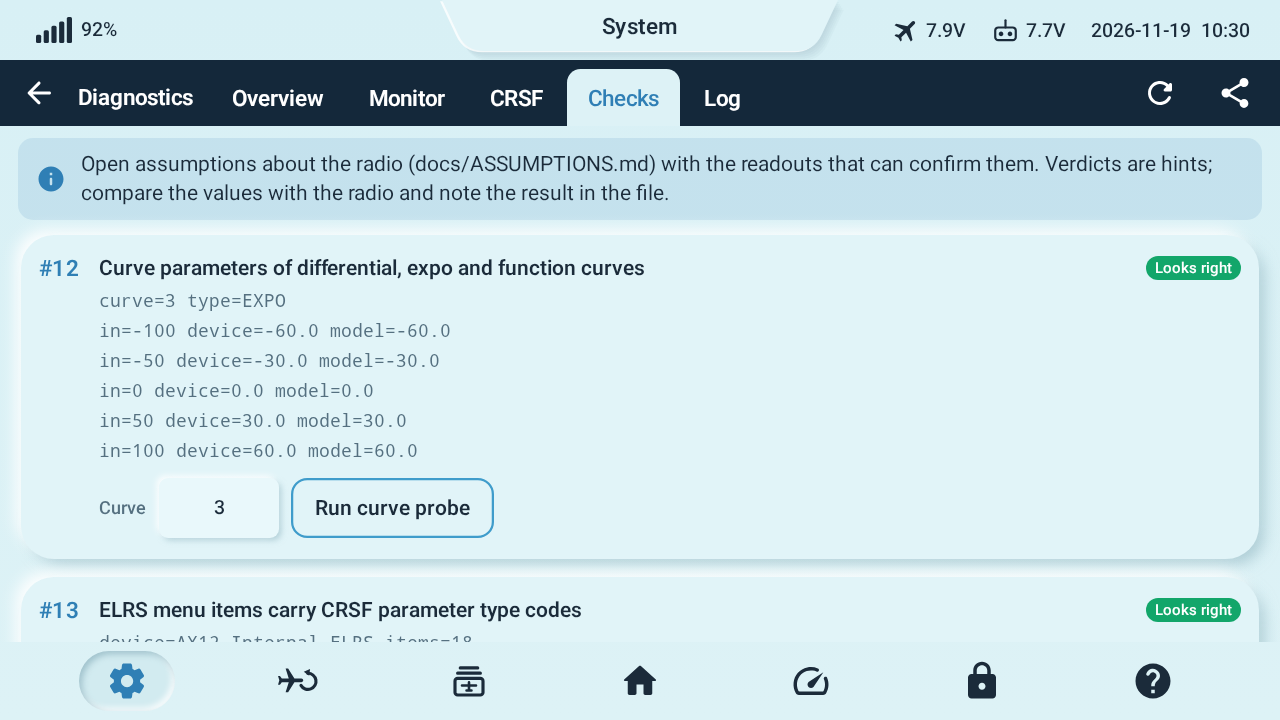 92%
System
7.9V
7.7V
2026-11-19 10:30
Diagnostics
Overview
Monitor
CRSF
Checks
Log
Open assumptions about the radio (docs/ASSUMPTIONS.md) with the readouts that can confirm them. Verdicts are hints;
compare the values with the radio and note the result in the file.
#12 Curve parameters of differential, expo and function curves
Looks right
curve=3 type=EXPO
in=-100 device=-60.0 model=-60.0
in=-50 device=-30.0 model=-30.0
in=0 device=0.0 model=0.0
in=50 device=30.0 model=30.0
in=100 device=60.0 model=60.0
Curve
3
Run curve probe
#13 ELRS menu items carry CRSF parameter type codes
Looks right
device=AX12 Internal ELRS items=18